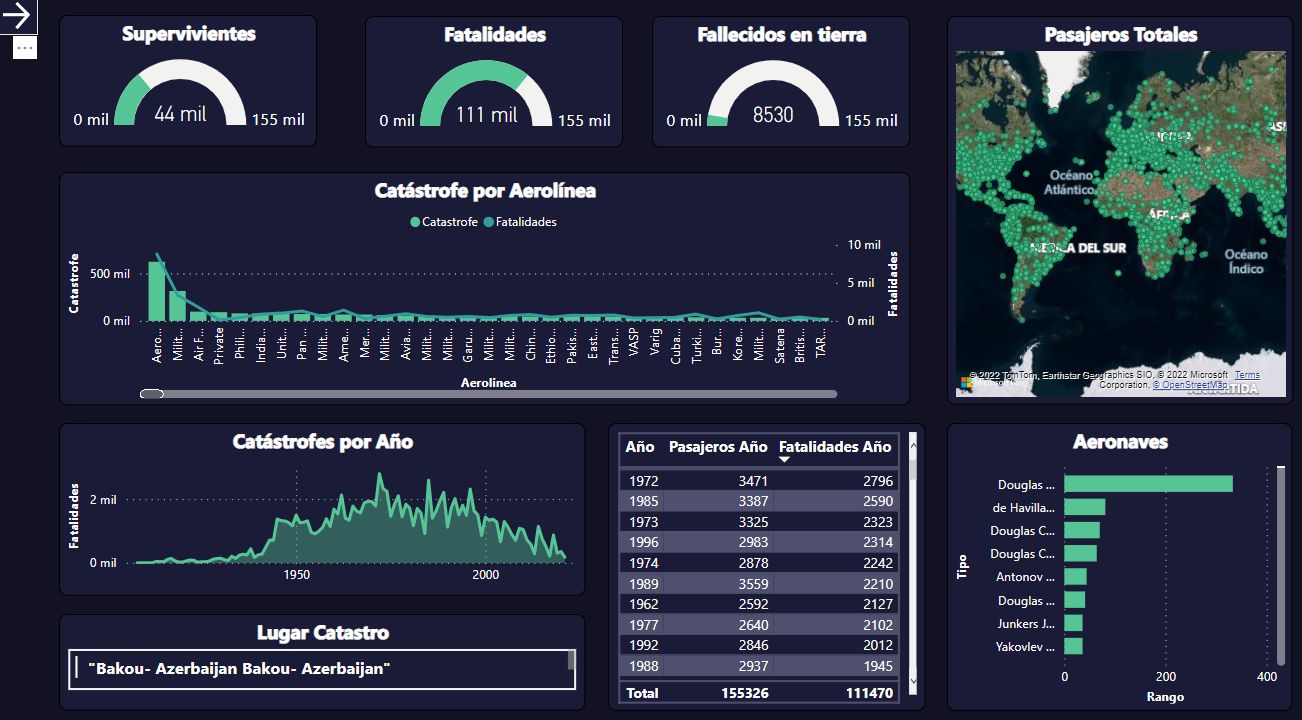 Supervivientes
0 mil 44 mil 155 mil
Fatalidades
0 mil 111 mil 155 mil
Fallecidos en tierra
0 mil 8530 155 mil
Pasajeros Totales
Océano
Atlántico
AMÉRICA DEL SUR
ÁFRICA
Océano
Índico
© 2022 TomTom, Earthstar Geographics SIO, © 2022 Microsoft Terms
Corporation, © OpenStreetMap
Catástrofe por Aerolínea
Catastrofe Fatalidades
Catastrofe
500 mil
0 mil
10 mil
5 mil
0 mil
Fatalidades
Aero...
Milit...
Air F...
Private
Phili...
India...
Unit...
Pan ...
Milit...
Ame...
Mer...
Milit...
Avia...
Milit...
Milit...
Garu...
Milit...
Milit...
Chin...
Ethio...
Pakis...
East...
Trans...
VASP
Varig
Cuba...
Turki...
Bur...
Kore...
Milit...
Satena
Britis...
TAR...
Aerolinea
Catástrofes por Año
Fatalidades
2 mil
0 mil
1950 2000
Lugar Catastro
"Bakou- Azerbaijan Bakou- Azerbaijan"
Año Pasajeros Año Fatalidades Año
1972 3471 2796
1985 3387 2590
1973 3325 2323
1996 2983 2314
1974 2878 2242
1989 3559 2210
1962 2592 2127
1977 2640 2102
1992 2846 2012
1988 2937 1945
Total 155326 111470
Aeronaves
Tipo
Douglas ...
de Havilla...
Douglas C...
Douglas C...
Antonov ...
Douglas ...
Junkers J...
Yakovlev ...
0 200 400
Rango